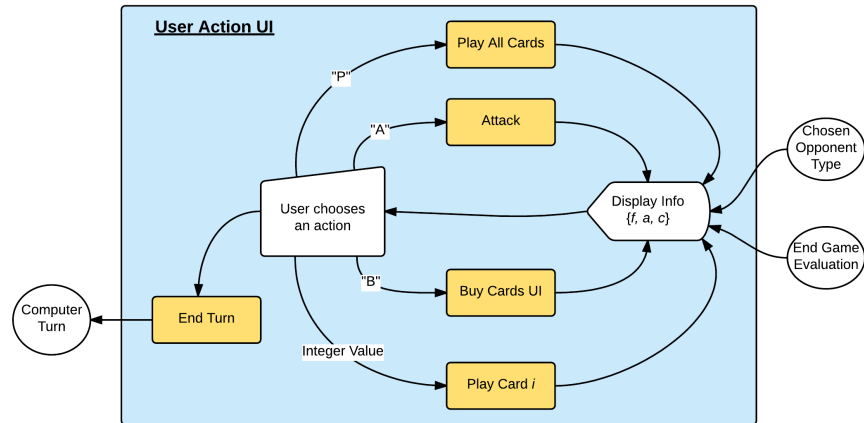 User Action UI
Play All Cards
"P"
"A"
Attack
Chosen
Opponent
Type
User chooses
an action
Display Info
{f, a, c}
End Game
Evaluation
"B"
Buy Cards UI
Computer
Turn
End Turn
Integer Value
Play Card i